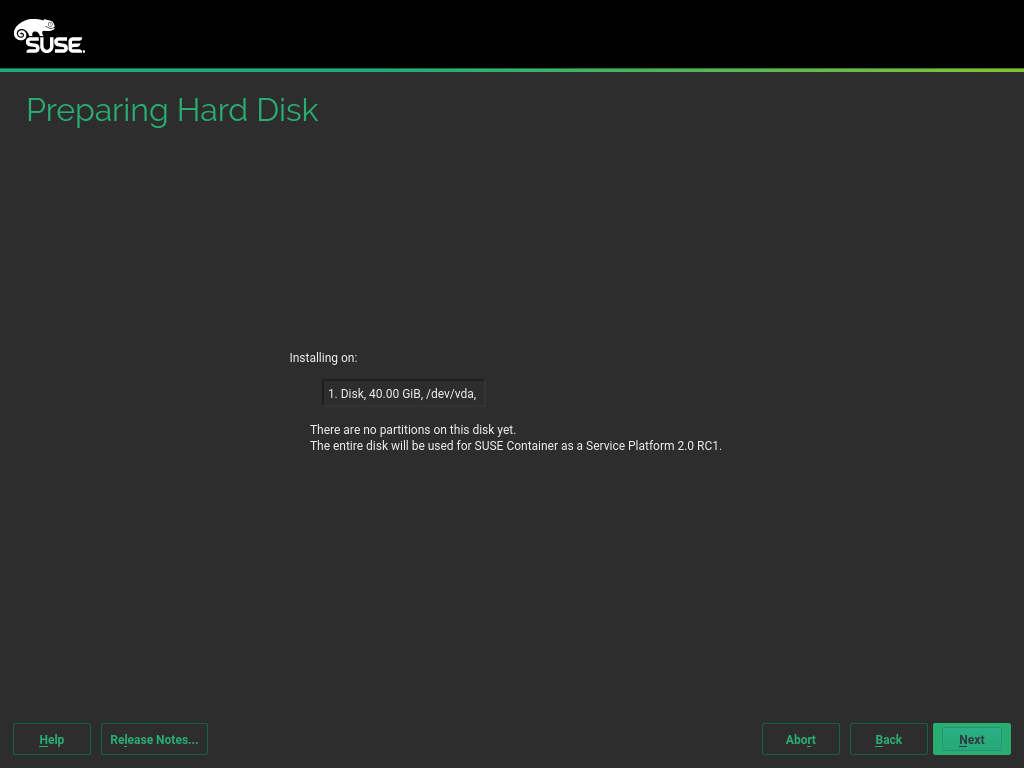 SUSE.
Preparing Hard Disk
Installing on:
1. Disk, 40.00 GiB, /dev/vda,
There are no partitions on this disk yet.
The entire disk will be used for SUSE Container as a Service Platform 2.0 RC1.
Help Release Notes... Abort Back Next